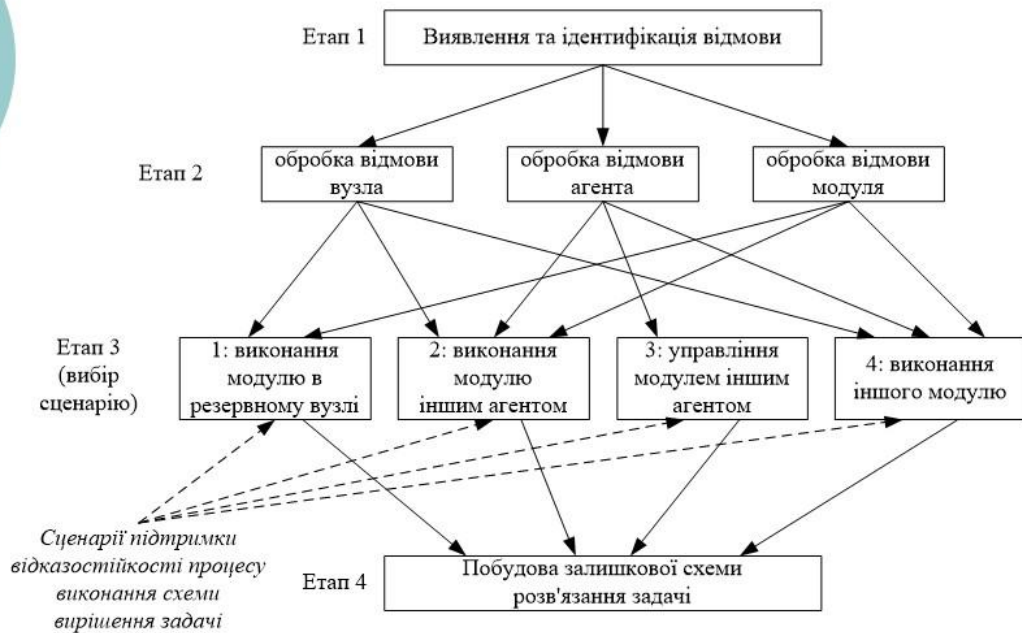 Етап 1
Виявлення та ідентифікація відмови
Етап 2
обробка відмови
вузла
обробка відмови
агента
обробка відмови
модуля
Етап 3
(вибір
сценарію)
1: виконання
модулю в
резервному вузлі
2: виконання
модулю
іншим агентом
3: управління
модулем іншим
агентом
4: виконання
іншого модулю
Сценарії підтримки
відказостійкості процесу
виконання схеми
вирішення задачі
Етап 4
Побудова залишкової схеми
розв'язання задачі